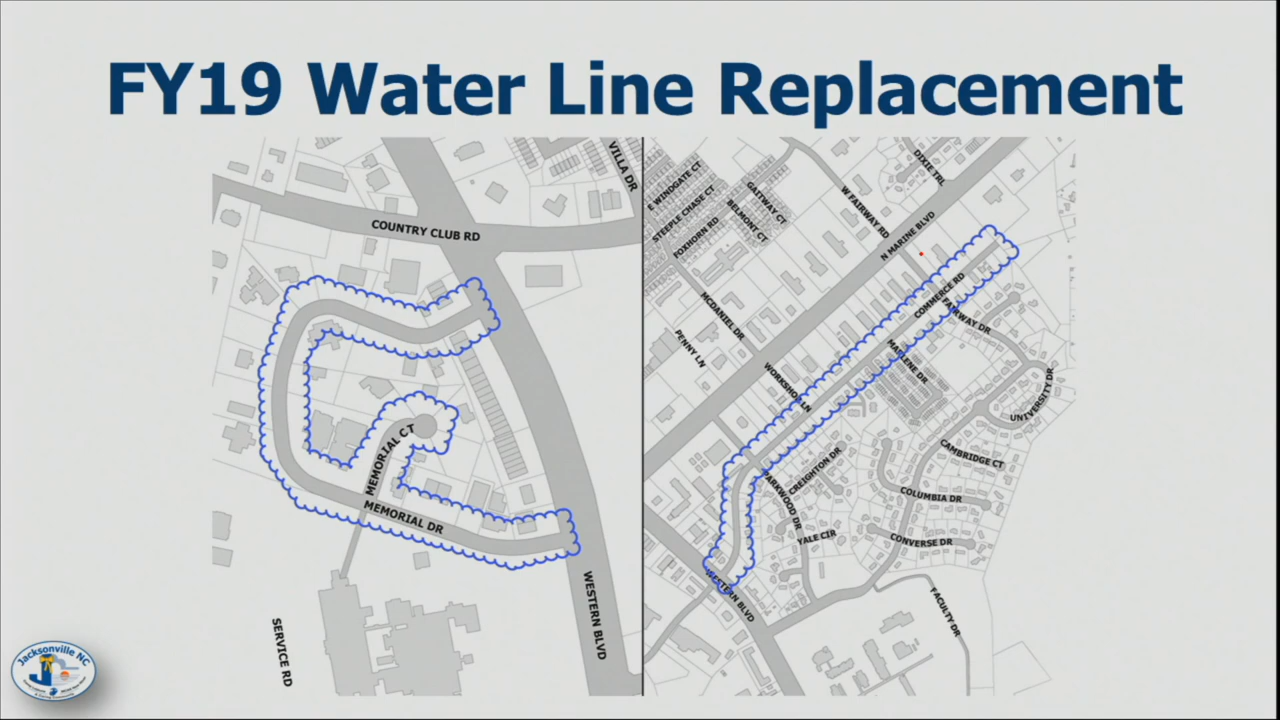 FY19 Water Line Replacement
VILLA DR
COUNTRY CLUB RD
MEMORIAL CT
MEMORIAL DR
WESTERN BLVD
SERVICE RD
DIXIE TRL
E WINDGATE CT
STEEPLE CHASE CT
FOXHORN RD
GAITWAY CT
BELMONT CT
W FAIRWAY RD
N MARINE BLVD
COMMERCE RD
FAIRWAY DR
MCDANIEL DR
PENNY LN
WORKSHOP LN
MARLENE DR
UNIVERSITY DR
CAMBRIDGE CT
CREIGHTON DR
PARKWOOD DR
COLUMBIA DR
YALE CIR
CONVERSE DR
WESTERN BLVD
FACULTY DR
Jacksonville NC